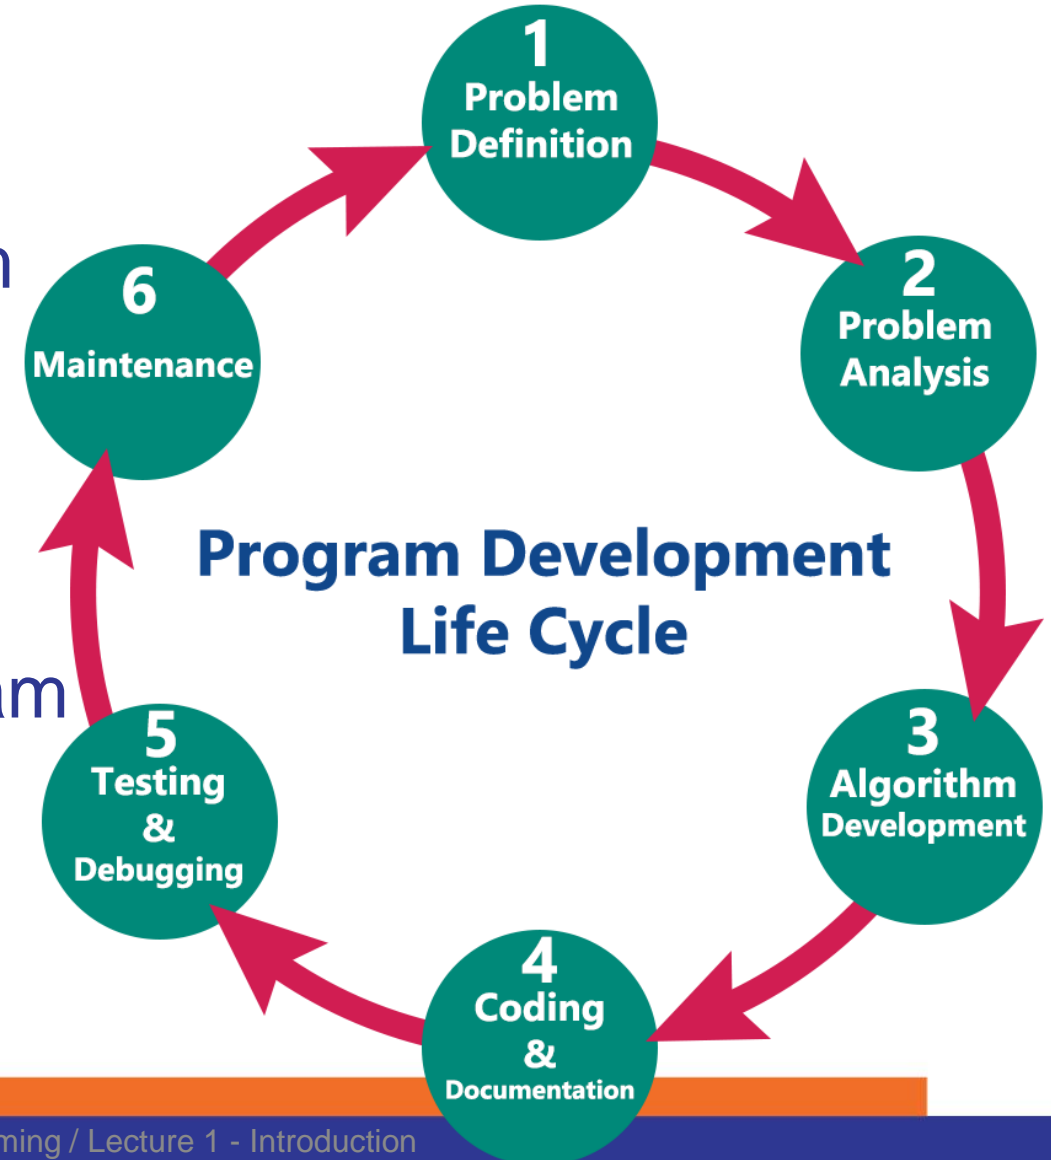 1
Problem
Definition
2
Problem
Analysis
3
Algorithm
Development
4
Coding
&
Documentation
5
Testing
&
Debugging
6
Maintenance
Program Development
Life Cycle
/ Lecture 1 - Introduction